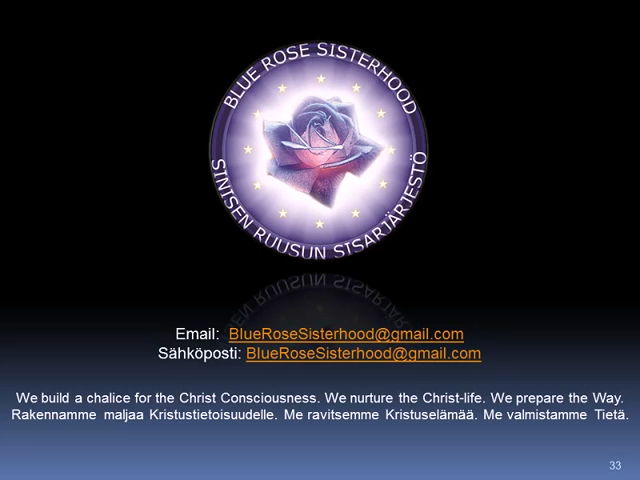 BLUE ROSE SISTERHOOD
SINISEN RUUSUN SISARJÄRJESTÖ
Email: BlueRoseSisterhood@gmail.com
Sähköposti: BlueRoseSisterhood@gmail.com
We build a chalice for the Christ Consciousness. We nurture the Christ-life. We prepare the Way.
Rakennamme maljaa Kristustietoisuudelle. Me ravitsemme Kristuselämää. Me valmistamme Tietä.
33